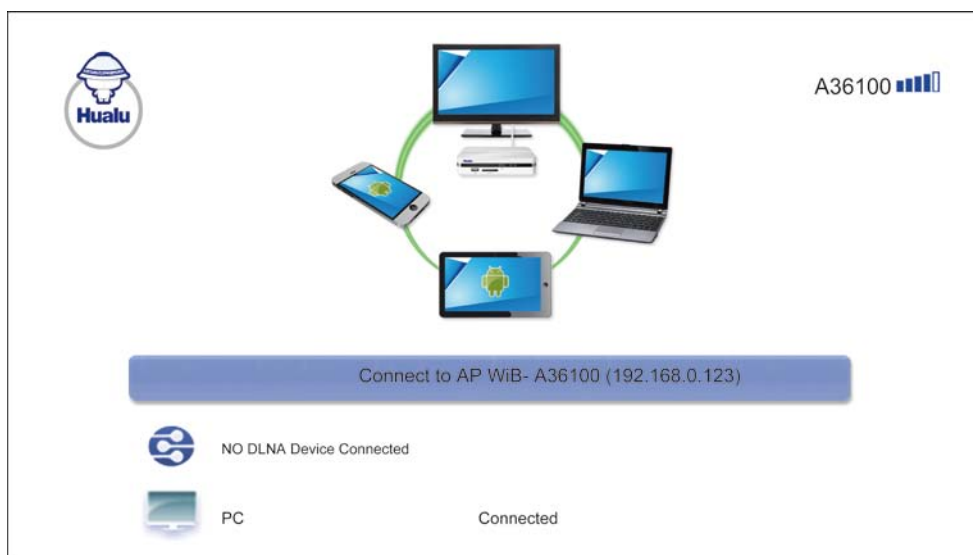 Hualu
A36100
Connect to AP WiB- A36100 (192.168.0.123)
NO DLNA Device Connected
PC Connected